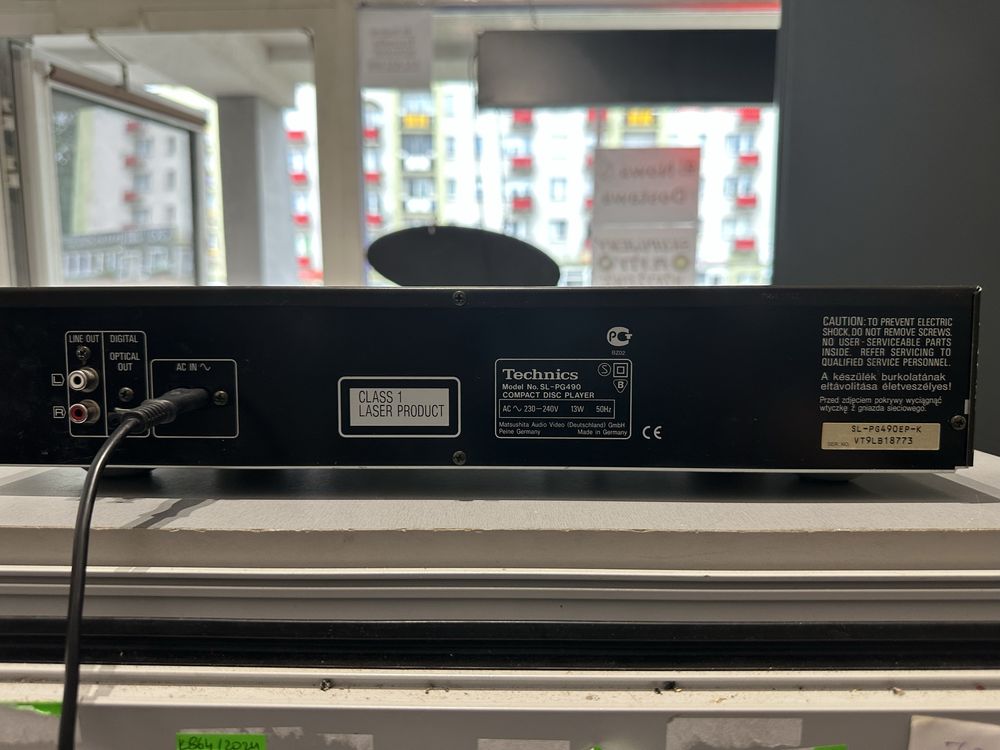 LINE OUT
DIGITAL
OPTICAL
OUT
L
R
AC IN ∿
CLASS 1
LASER PRODUCT
BZ02
Technics
S
B
Model No. SL-PG490
COMPACT DISC PLAYER
AC ∿ 230–240V 13W 50Hz
Matsushita Audio Video (Deutschland) GmbH
Peine Germany Made in Germany
CE
CAUTION: TO PREVENT ELECTRIC
SHOCK, DO NOT REMOVE SCREWS.
NO USER-SERVICEABLE PARTS
INSIDE. REFER SERVICING TO
QUALIFIED SERVICE PERSONNEL.
A készülék burkolatának
eltávolítása életveszélyes!
Przed zdjęciem pokrywy wyciągnąć
wtyczkę z gniazda sieciowego.
SL-PG490EP-K
SER. NO. VT9LB18773